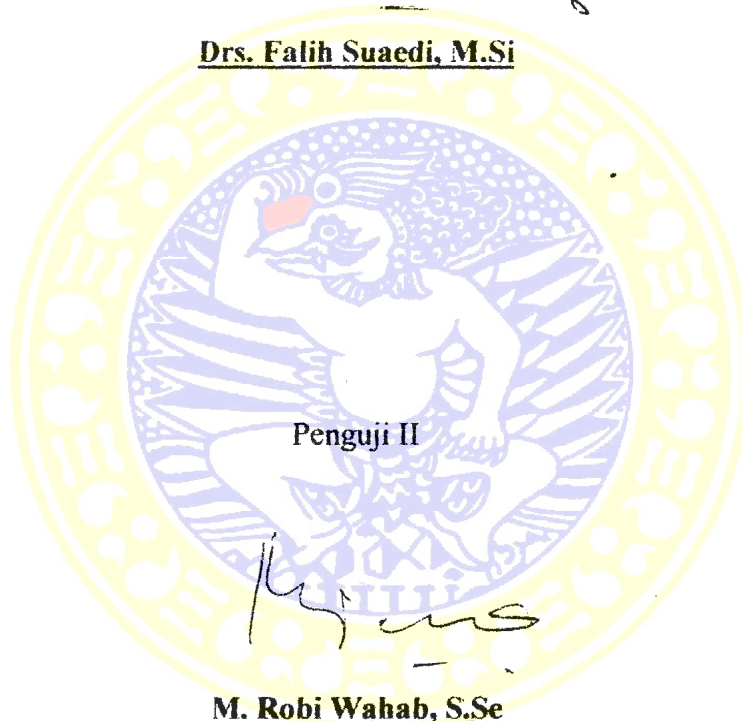 Drs. Falih Suaedi, M.Si
Penguji II
M. Robi Wahab, S.Se